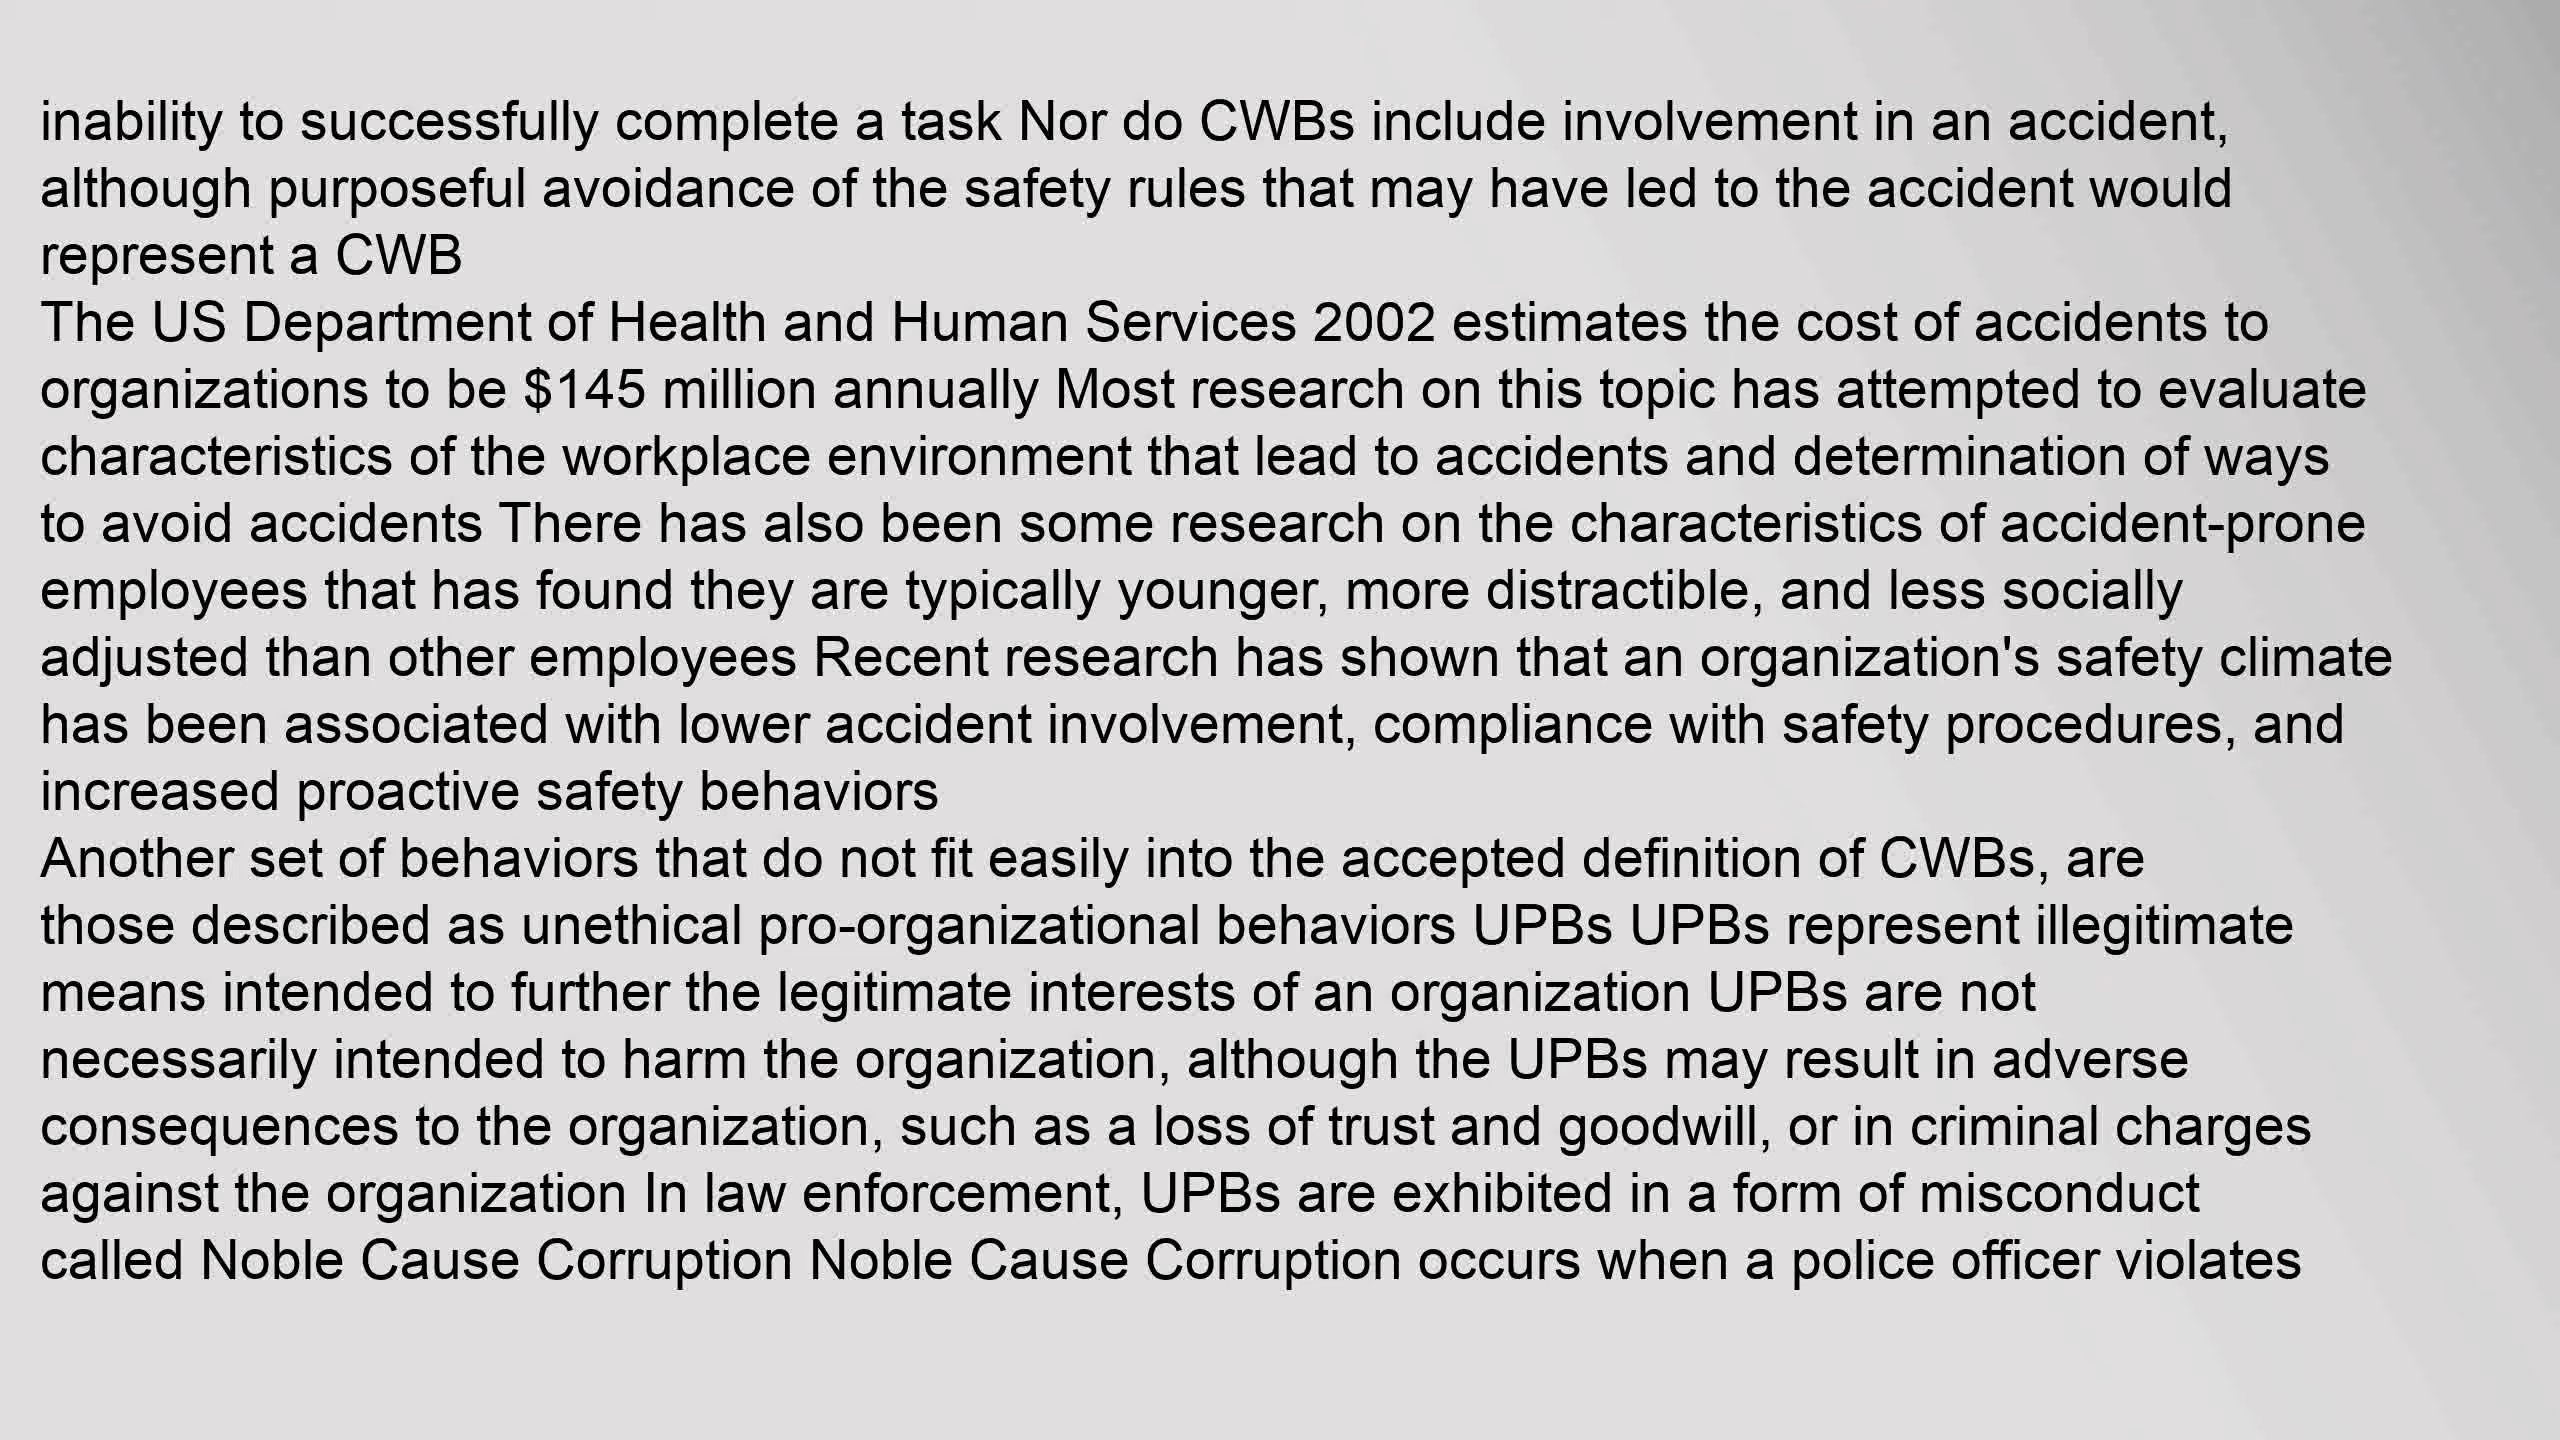 inability to successfully complete a task Nor do CWBs include involvement in an accident,
although purposeful avoidance of the safety rules that may have led to the accident would
represent a CWB
The US Department of Health and Human Services 2002 estimates the cost of accidents to
organizations to be $145 million annually Most research on this topic has attempted to evaluate
characteristics of the workplace environment that lead to accidents and determination of ways
to avoid accidents There has also been some research on the characteristics of accident-prone
employees that has found they are typically younger, more distractible, and less socially
adjusted than other employees Recent research has shown that an organization's safety climate
has been associated with lower accident involvement, compliance with safety procedures, and
increased proactive safety behaviors
Another set of behaviors that do not fit easily into the accepted definition of CWBs, are
those described as unethical pro-organizational behaviors UPBs UPBs represent illegitimate
means intended to further the legitimate interests of an organization UPBs are not
necessarily intended to harm the organization, although the UPBs may result in adverse
consequences to the organization, such as a loss of trust and goodwill, or in criminal charges
against the organization In law enforcement, UPBs are exhibited in a form of misconduct
called Noble Cause Corruption Noble Cause Corruption occurs when a police officer violates